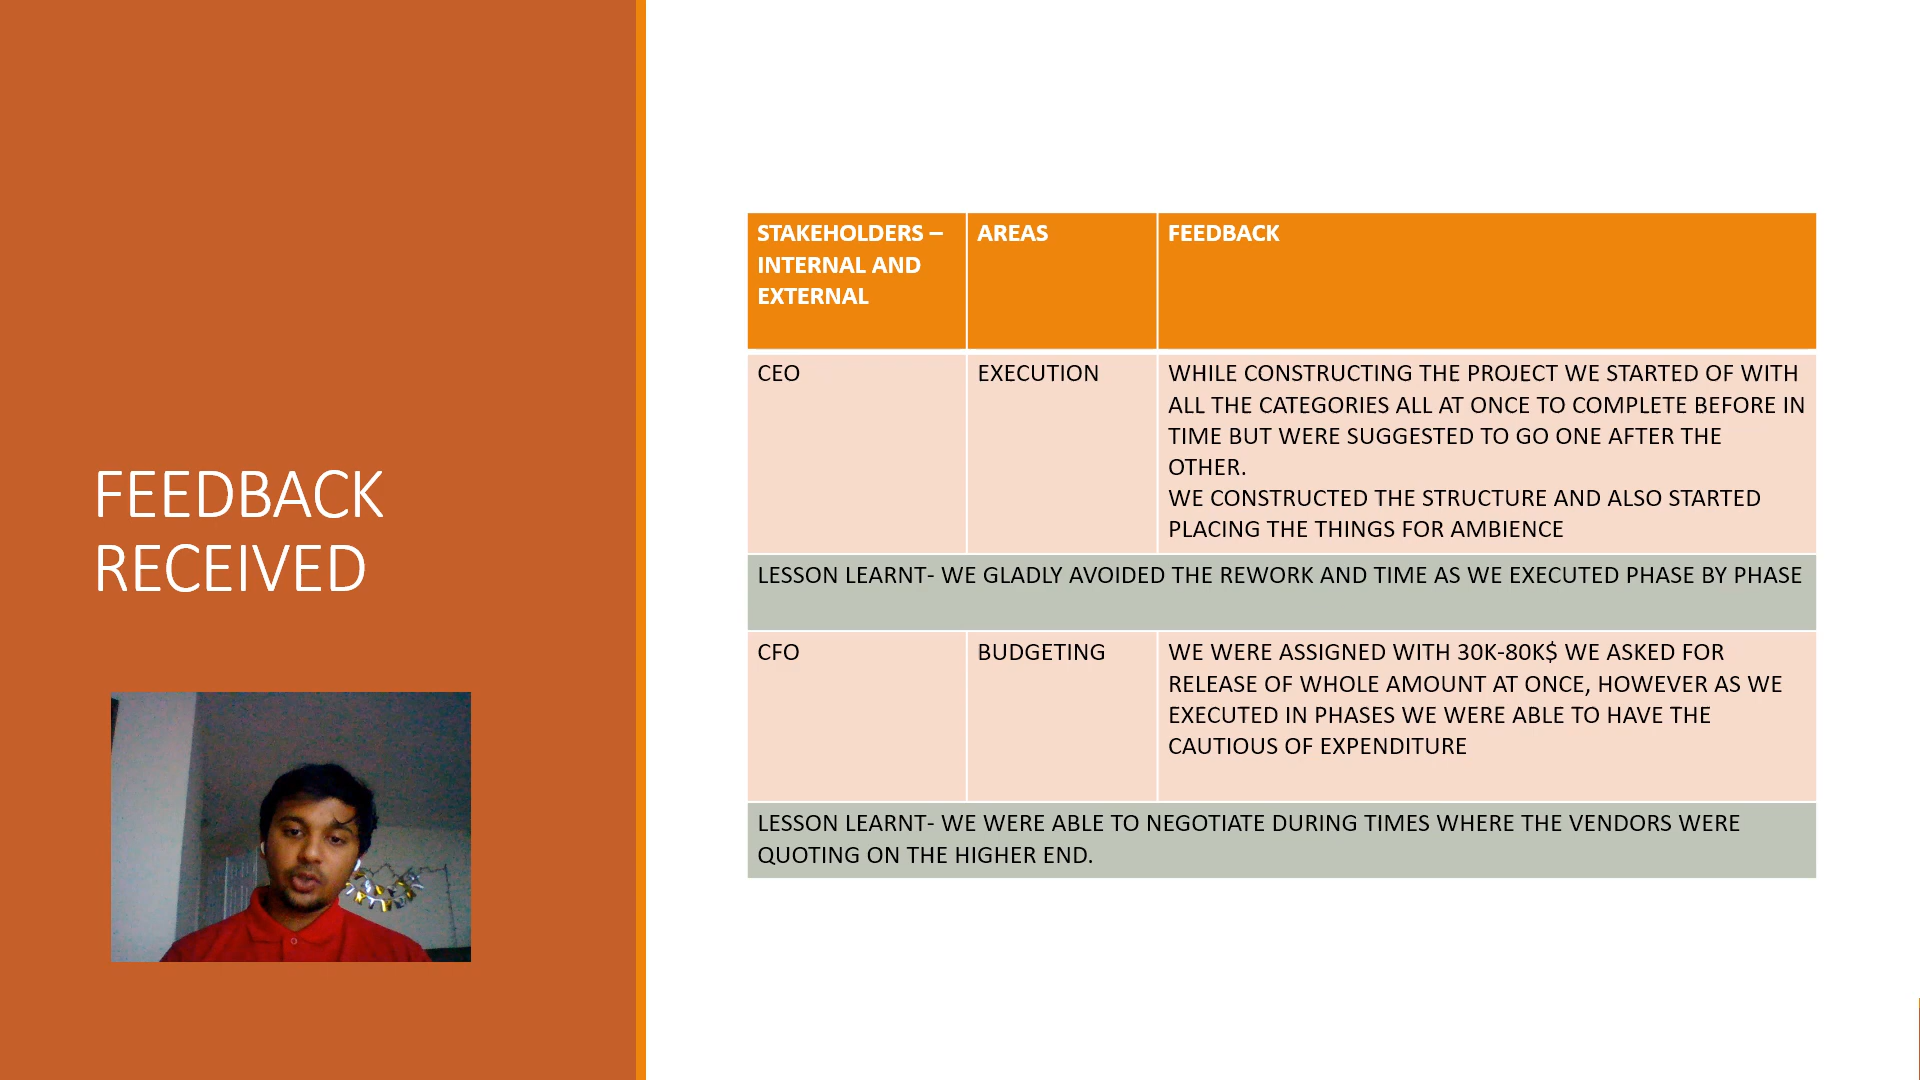 FEEDBACK
RECEIVED
STAKEHOLDERS –
INTERNAL AND
EXTERNAL
AREAS
FEEDBACK
CEO
EXECUTION
WHILE CONSTRUCTING THE PROJECT WE STARTED OF WITH
ALL THE CATEGORIES ALL AT ONCE TO COMPLETE BEFORE IN
TIME BUT WERE SUGGESTED TO GO ONE AFTER THE
OTHER.
WE CONSTRUCTED THE STRUCTURE AND ALSO STARTED
PLACING THE THINGS FOR AMBIENCE
LESSON LEARNT- WE GLADLY AVOIDED THE REWORK AND TIME AS WE EXECUTED PHASE BY PHASE
CFO
BUDGETING
WE WERE ASSIGNED WITH 30K-80K$ WE ASKED FOR
RELEASE OF WHOLE AMOUNT AT ONCE, HOWEVER AS WE
EXECUTED IN PHASES WE WERE ABLE TO HAVE THE
CAUTIOUS OF EXPENDITURE
LESSON LEARNT- WE WERE ABLE TO NEGOTIATE DURING TIMES WHERE THE VENDORS WERE
QUOTING ON THE HIGHER END.